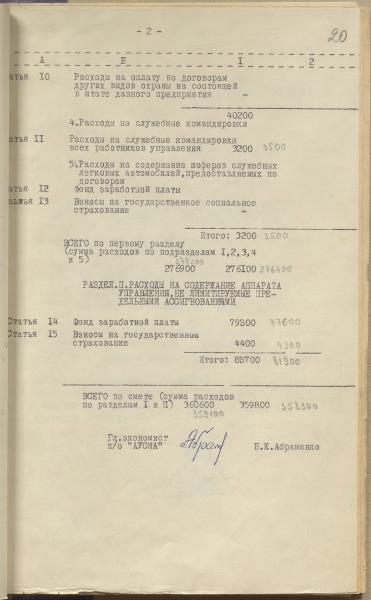 - 2 -
20
А Б 1 2
Статья 10 Расходы на оплату по договорам
других видов охраны на состоящей
в штате данного предприятия -
40200
4.Расходы на служебные командировки
Статья 11 Расходы на служебные командировки
всех работников управления 3200 3500
5.Расходы на содержание шоферов служебных
легковых автомобилей,предоставляемых по
договорам
Статья 12 Фонд заработной платы
Статья 13 Взносы на государственное социальное
страхование -
Итого: 3200 3500
ВСЕГО по первому разделу
(сумма расходов по подразделам 1,2,3,4
и 5)
276900 276100 276400
РАЗДЕЛ.П.РАСХОДЫ НА СОДЕРЖАНИЕ АППАРАТА
УПРАВЛЕНИЯ,НЕ ЛИМИТИРУЕМЫЕ ПРЕ-
ДЕЛЬНЫМИ АССИГНОВАНИЯМИ
Статья 14 Фонд заработной платы 79300 77600
Статья 15 Взносы на государственное
страхование 4400 4300
Итого: 83700 81900
ВСЕГО по смете (сумма расходов
по разделам I и П) 360600 359800 358300
359100
Гл.экономист
п/о "АУСМА" Б.К.Абраменко